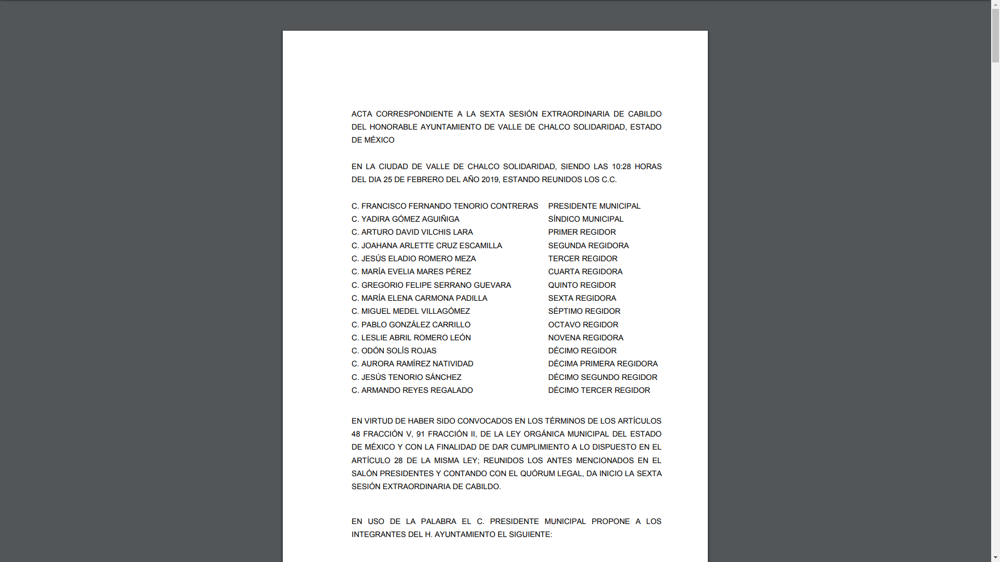 ACTA CORRESPONDIENTE A LA SEXTA SESIÓN EXTRAORDINARIA DE CABILDO
DEL HONORABLE AYUNTAMIENTO DE VALLE DE CHALCO SOLIDARIDAD, ESTADO
DE MÉXICO
EN LA CIUDAD DE VALLE DE CHALCO SOLIDARIDAD, SIENDO LAS 10:28 HORAS
DEL DIA 25 DE FEBRERO DEL AÑO 2019, ESTANDO REUNIDOS LOS C.C.
C. FRANCISCO FERNANDO TENORIO CONTRERAS PRESIDENTE MUNICIPAL
C. YADIRA GÓMEZ AGUIÑIGA SÍNDICO MUNICIPAL
C. ARTURO DAVID VILCHIS LARA PRIMER REGIDOR
C. JOAHANA ARLETTE CRUZ ESCAMILLA SEGUNDA REGIDORA
C. JESÚS ELADIO ROMERO MEZA TERCER REGIDOR
C. MARÍA EVELIA MARES PÉREZ CUARTA REGIDORA
C. GREGORIO FELIPE SERRANO GUEVARA QUINTO REGIDOR
C. MARÍA ELENA CARMONA PADILLA SEXTA REGIDORA
C. MIGUEL MEDEL VILLAGÓMEZ SÉPTIMO REGIDOR
C. PABLO GONZÁLEZ CARRILLO OCTAVO REGIDOR
C. LESLIE ABRIL ROMERO LEÓN NOVENA REGIDORA
C. ODÓN SOLÍS ROJAS DÉCIMO REGIDOR
C. AURORA RAMÍREZ NATIVIDAD DÉCIMA PRIMERA REGIDORA
C. JESÚS TENORIO SÁNCHEZ DÉCIMO SEGUNDO REGIDOR
C. ARMANDO REYES REGALADO DÉCIMO TERCER REGIDOR
EN VIRTUD DE HABER SIDO CONVOCADOS EN LOS TÉRMINOS DE LOS ARTÍCULOS
48 FRACCIÓN V, 91 FRACCIÓN II, DE LA LEY ORGÁNICA MUNICIPAL DEL ESTADO
DE MÉXICO Y CON LA FINALIDAD DE DAR CUMPLIMIENTO A LO DISPUESTO EN EL
ARTÍCULO 28 DE LA MISMA LEY; REUNIDOS LOS ANTES MENCIONADOS EN EL
SALÓN PRESIDENTES Y CONTANDO CON EL QUÓRUM LEGAL, DA INICIO LA SEXTA
SESIÓN EXTRAORDINARIA DE CABILDO.
EN USO DE LA PALABRA EL C. PRESIDENTE MUNICIPAL PROPONE A LOS
INTEGRANTES DEL H. AYUNTAMIENTO EL SIGUIENTE: